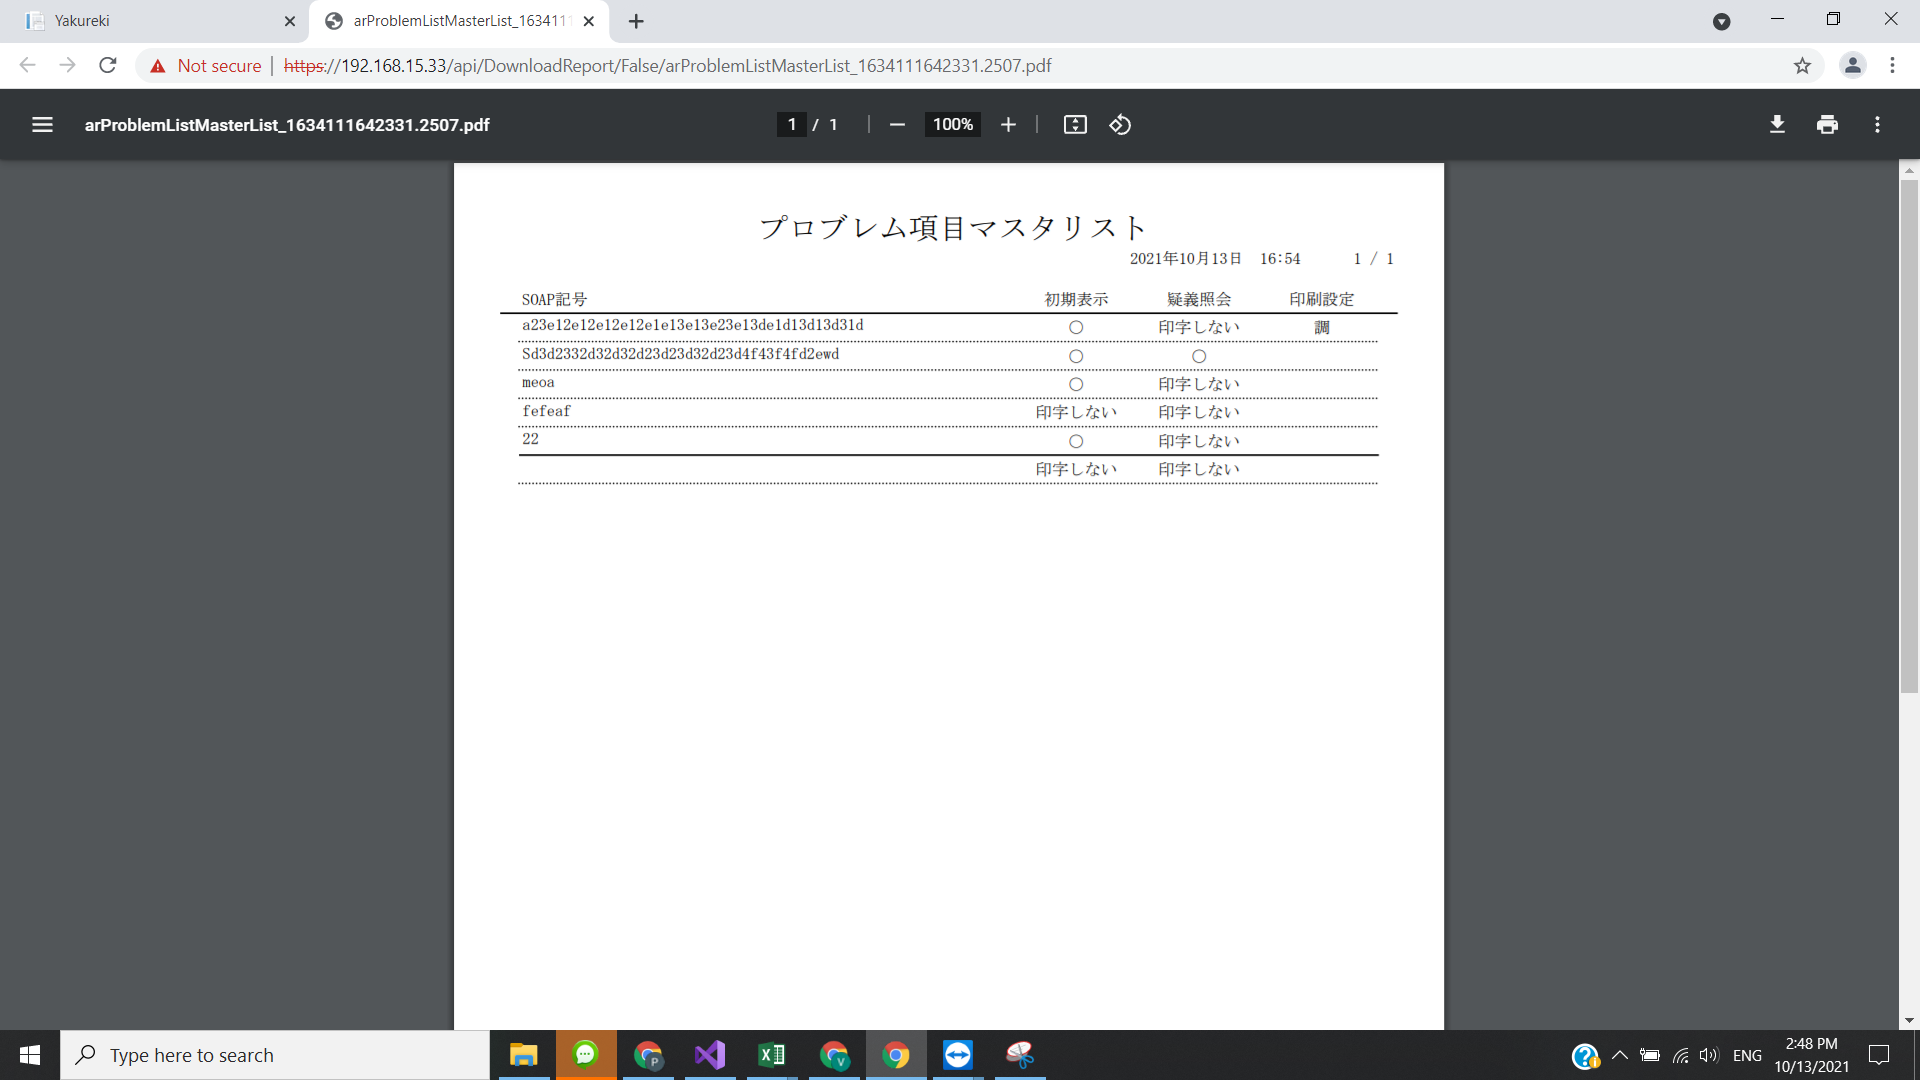 Yakureki
arProblemListMasterList_163411
Not secure
https://192.168.15.33/api/DownloadReport/False/arProblemListMasterList_1634111642331.2507.pdf
arProblemListMasterList_1634111642331.2507.pdf
1 / 1
100%
プロブレム項目マスタリスト
2021年10月13日 16:54 1 / 1
SOAP記号 初期表示 疑義照会 印刷設定
a23e12e12e12e12e1e13e13e23e13de1d13d13d31d ○ 印字しない 調
Sd3d2332d32d32d23d23d32d23d4f43f4fd2ewd ○ ○
meoa ○ 印字しない
fefeaf 印字しない 印字しない
22 ○ 印字しない
印字しない 印字しない
Type here to search
P
V
ENG
2:48 PM
10/13/2021